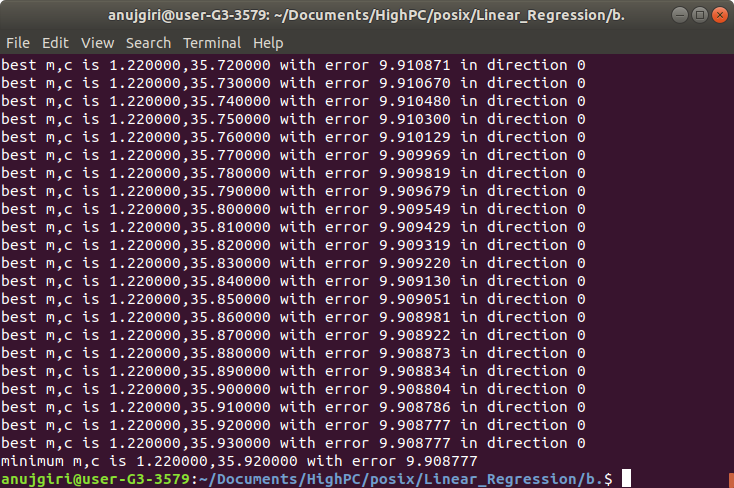 anujgiri@user-G3-3579: ~/Documents/HighPC/posix/Linear_Regression/b.
File Edit View Search Terminal Help
best m,c is 1.220000,35.720000 with error 9.910871 in direction 0
best m,c is 1.220000,35.730000 with error 9.910670 in direction 0
best m,c is 1.220000,35.740000 with error 9.910480 in direction 0
best m,c is 1.220000,35.750000 with error 9.910300 in direction 0
best m,c is 1.220000,35.760000 with error 9.910129 in direction 0
best m,c is 1.220000,35.770000 with error 9.909969 in direction 0
best m,c is 1.220000,35.780000 with error 9.909819 in direction 0
best m,c is 1.220000,35.790000 with error 9.909679 in direction 0
best m,c is 1.220000,35.800000 with error 9.909549 in direction 0
best m,c is 1.220000,35.810000 with error 9.909429 in direction 0
best m,c is 1.220000,35.820000 with error 9.909319 in direction 0
best m,c is 1.220000,35.830000 with error 9.909220 in direction 0
best m,c is 1.220000,35.840000 with error 9.909130 in direction 0
best m,c is 1.220000,35.850000 with error 9.909051 in direction 0
best m,c is 1.220000,35.860000 with error 9.908981 in direction 0
best m,c is 1.220000,35.870000 with error 9.908922 in direction 0
best m,c is 1.220000,35.880000 with error 9.908873 in direction 0
best m,c is 1.220000,35.890000 with error 9.908834 in direction 0
best m,c is 1.220000,35.900000 with error 9.908804 in direction 0
best m,c is 1.220000,35.910000 with error 9.908786 in direction 0
best m,c is 1.220000,35.920000 with error 9.908777 in direction 0
best m,c is 1.220000,35.930000 with error 9.908777 in direction 0
minimum m,c is 1.220000,35.920000 with error 9.908777
anujgiri@user-G3-3579:~/Documents/HighPC/posix/Linear_Regression/b.$